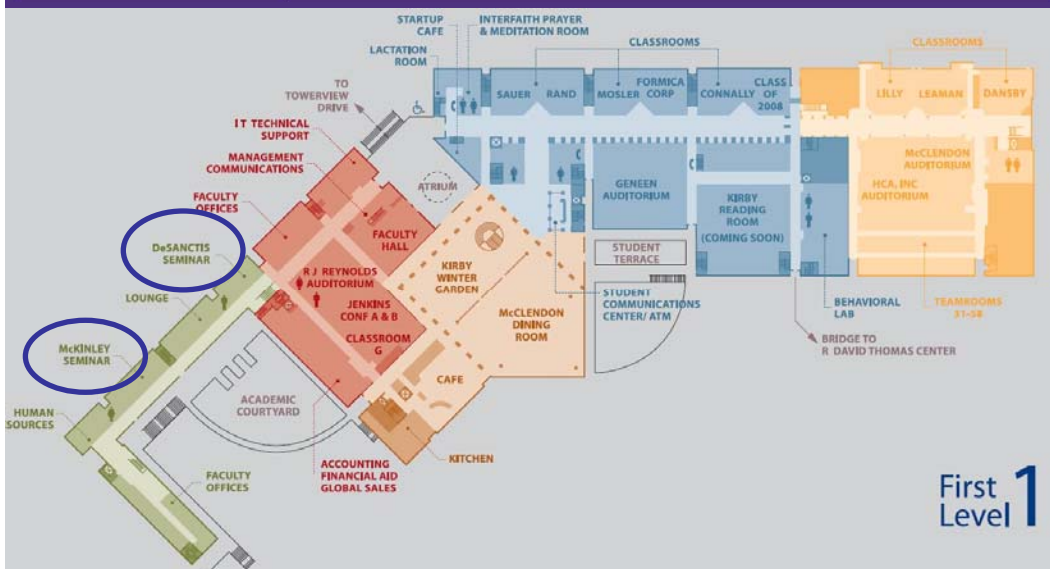 STARTUP
CAFE
INTERFAITH PRAYER
& MEDITATION ROOM
LACTATION
ROOM
CLASSROOMS
CLASSROOMS
TO
TOWERVIEW
DRIVE
SAUER
RAND
MOSLER
FORMICA
CORP
CONNALLY
CLASS
OF
2008
LILLY
LEAMAN
DANSBY
IT TECHNICAL
SUPPORT
MANAGEMENT
COMMUNICATIONS
FACULTY
OFFICES
ATRIUM
FACULTY
HALL
GENEEN
AUDITORIUM
KIRBY
READING
ROOM
(COMING SOON)
McCLENDON
AUDITORIUM
HCA, INC
AUDITORIUM
DeSANCTIS
SEMINAR
LOUNGE
McKINLEY
SEMINAR
HUMAN
SOURCES
R J REYNOLDS
AUDITORIUM
JENKINS
CONF A & B
CLASSROOM
G
KIRBY
WINTER
GARDEN
McCLENDON
DINING
ROOM
STUDENT
TERRACE
STUDENT
COMMUNICATIONS
CENTER/ ATM
BEHAVIORAL
LAB
TEAMROOMS
31-58
BRIDGE TO
R DAVID THOMAS CENTER
CAFE
ACADEMIC
COURTYARD
KITCHEN
ACCOUNTING
FINANCIAL AID
GLOBAL SALES
FACULTY
OFFICES
First
Level 1